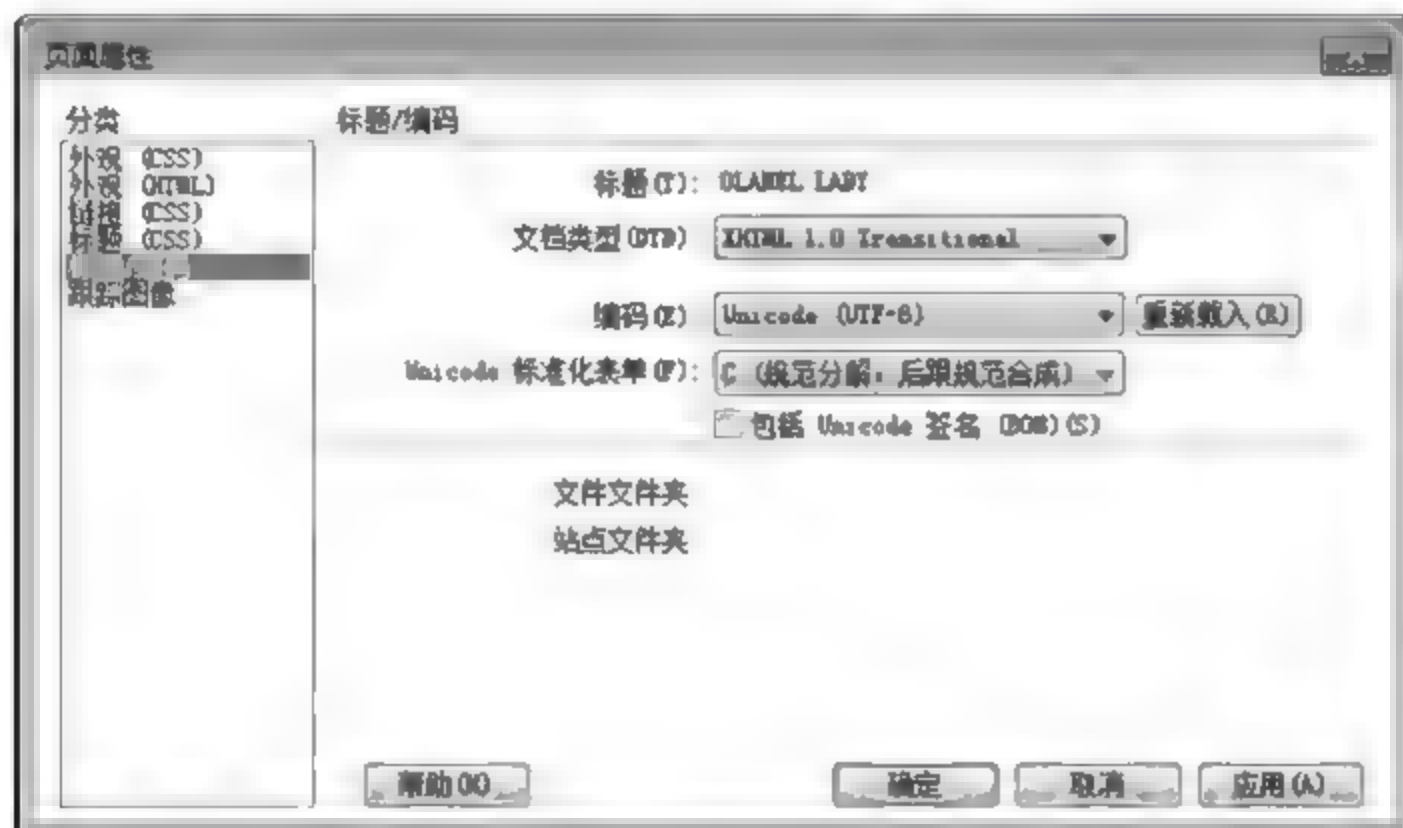 页面属性
分类
外观 (CSS)
外观 (HTML)
链接 (CSS)
标题 (CSS)
跟踪图像
标题/编码
标题(T):
文档类型(DTD) XHTML 1.0 Transitional
编码(E) Unicode (UTF-8) 重新载入(R)
Unicode 标准化表单(F): C (规范分解，后跟规范合成)
包括 Unicode 签名 (BOM)(S)
文件文件夹
站点文件夹
帮助 确定 取消 应用(A)